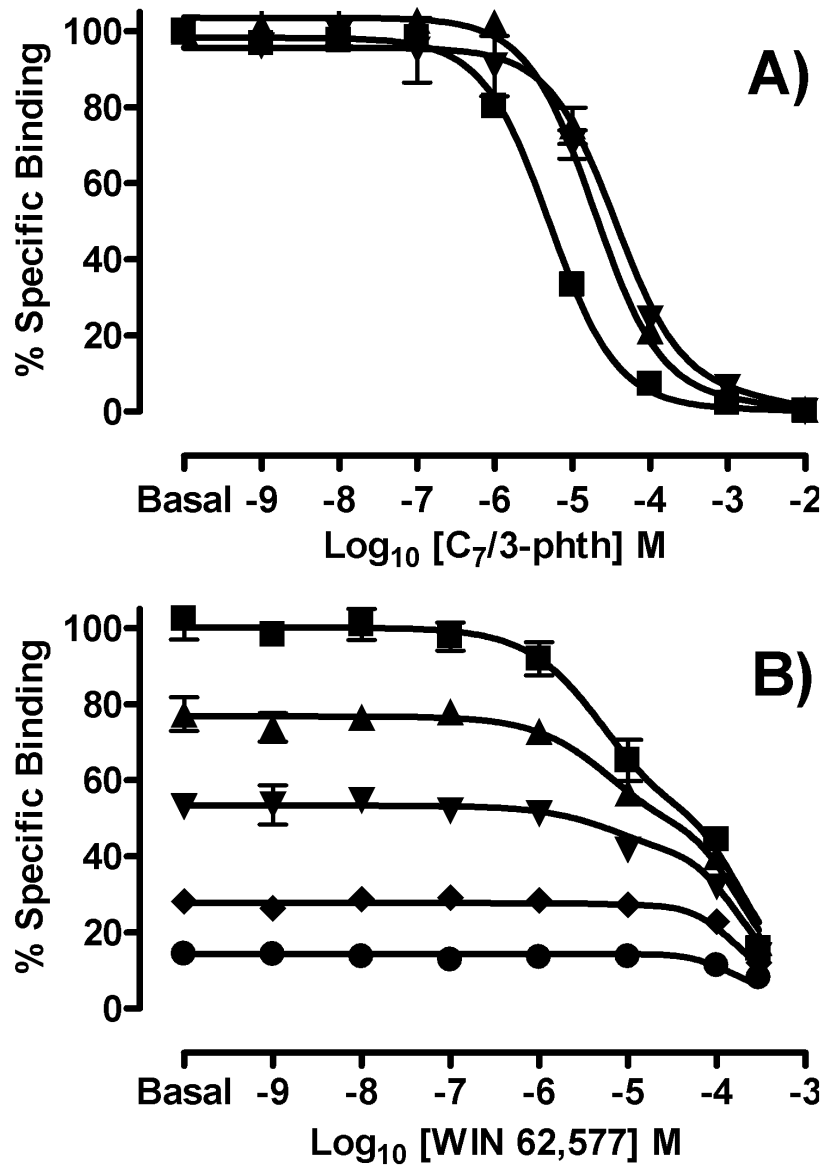 A)
% Specific Binding
100
80
60
40
20
0
Basal -9 -8 -7 -6 -5 -4 -3 -2
Log10 [C7/3-phth] M
B)
% Specific Binding
100
80
60
40
20
0
Basal -9 -8 -7 -6 -5 -4 -3
Log10 [WIN 62,577] M